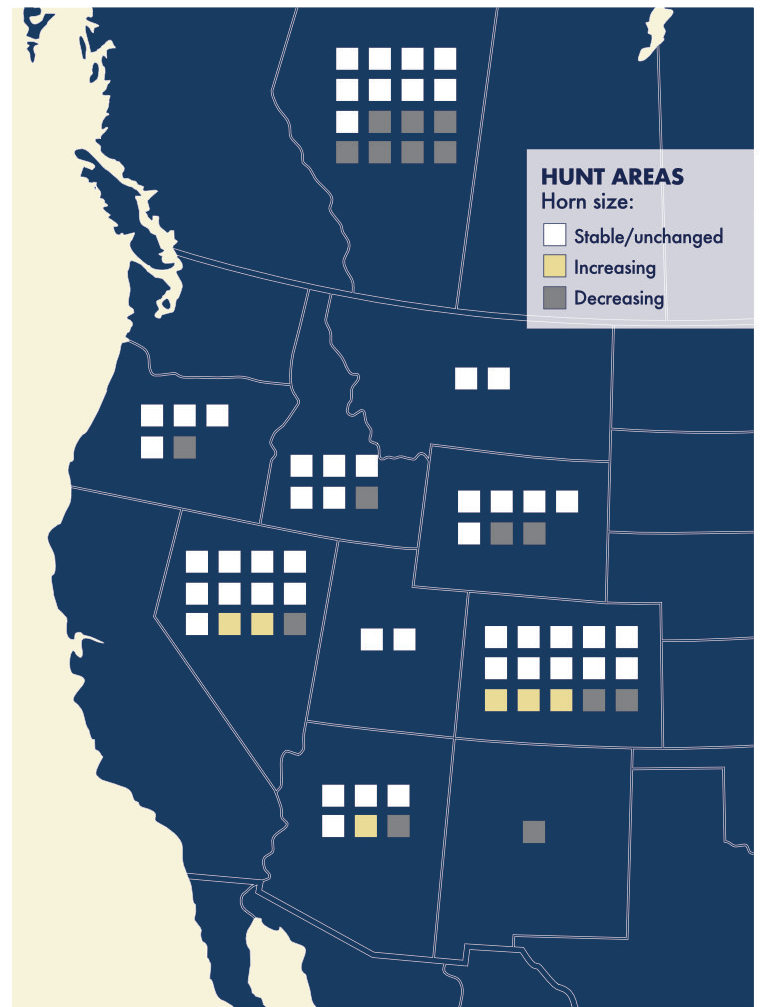 HUNT AREAS
Horn size:
Stable/unchanged
Increasing
Decreasing